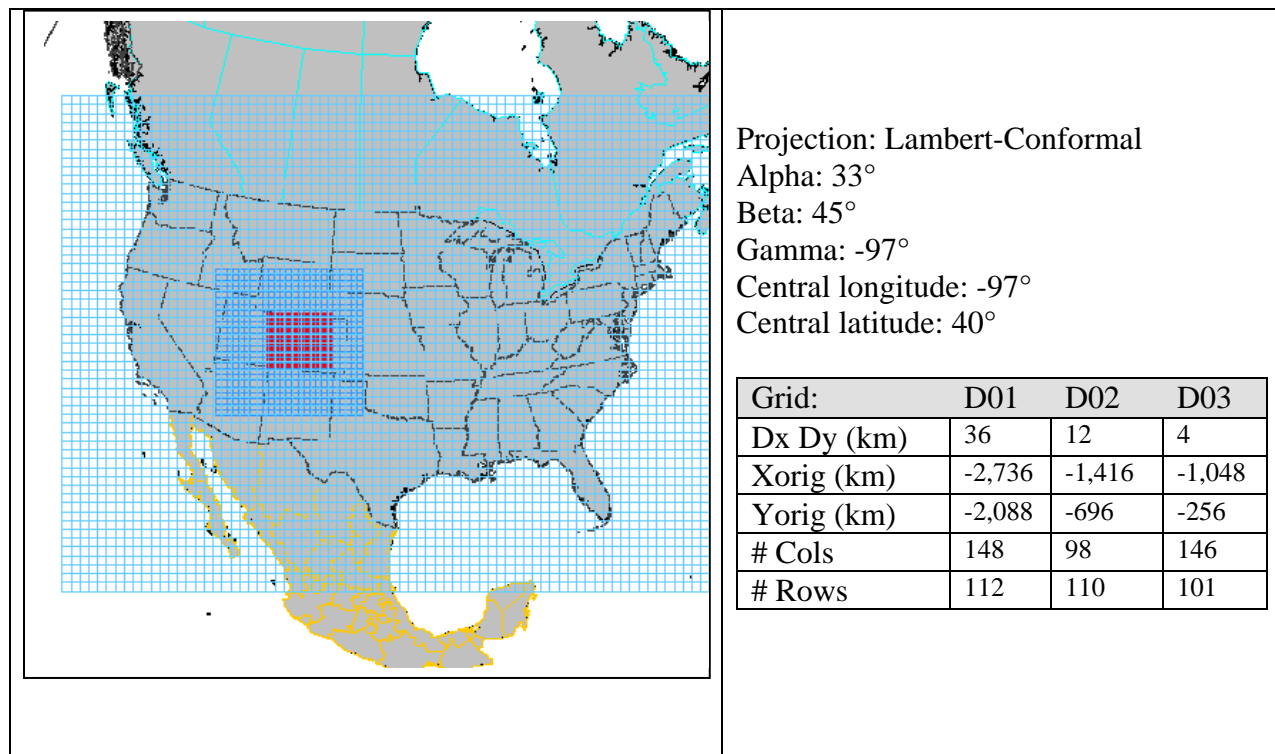 Projection: Lambert-Conformal
Alpha: 33°
Beta: 45°
Gamma: -97°
Central longitude: -97°
Central latitude: 40°
Grid: D01 D02 D03
Dx Dy (km) 36 12 4
Xorig (km) -2,736 -1,416 -1,048
Yorig (km) -2,088 -696 -256
# Cols 148 98 146
# Rows 112 110 101